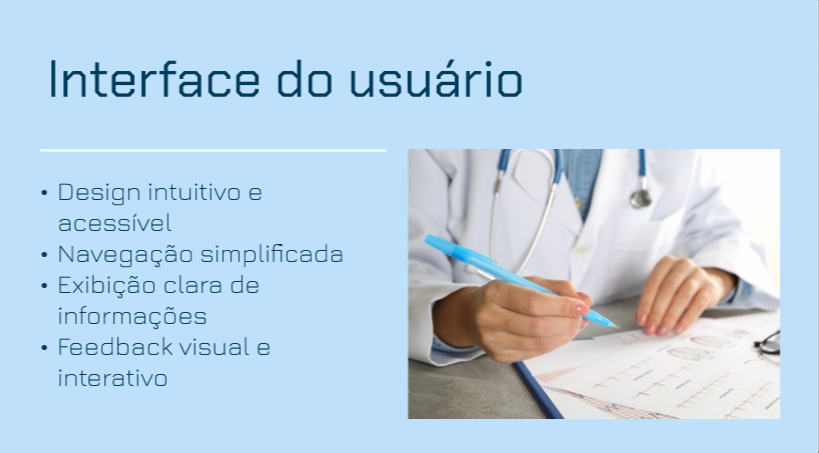 Interface do usuário
• Design intuitivo e
acessível
• Navegação simplificada
• Exibição clara de
informações
• Feedback visual e
interativo